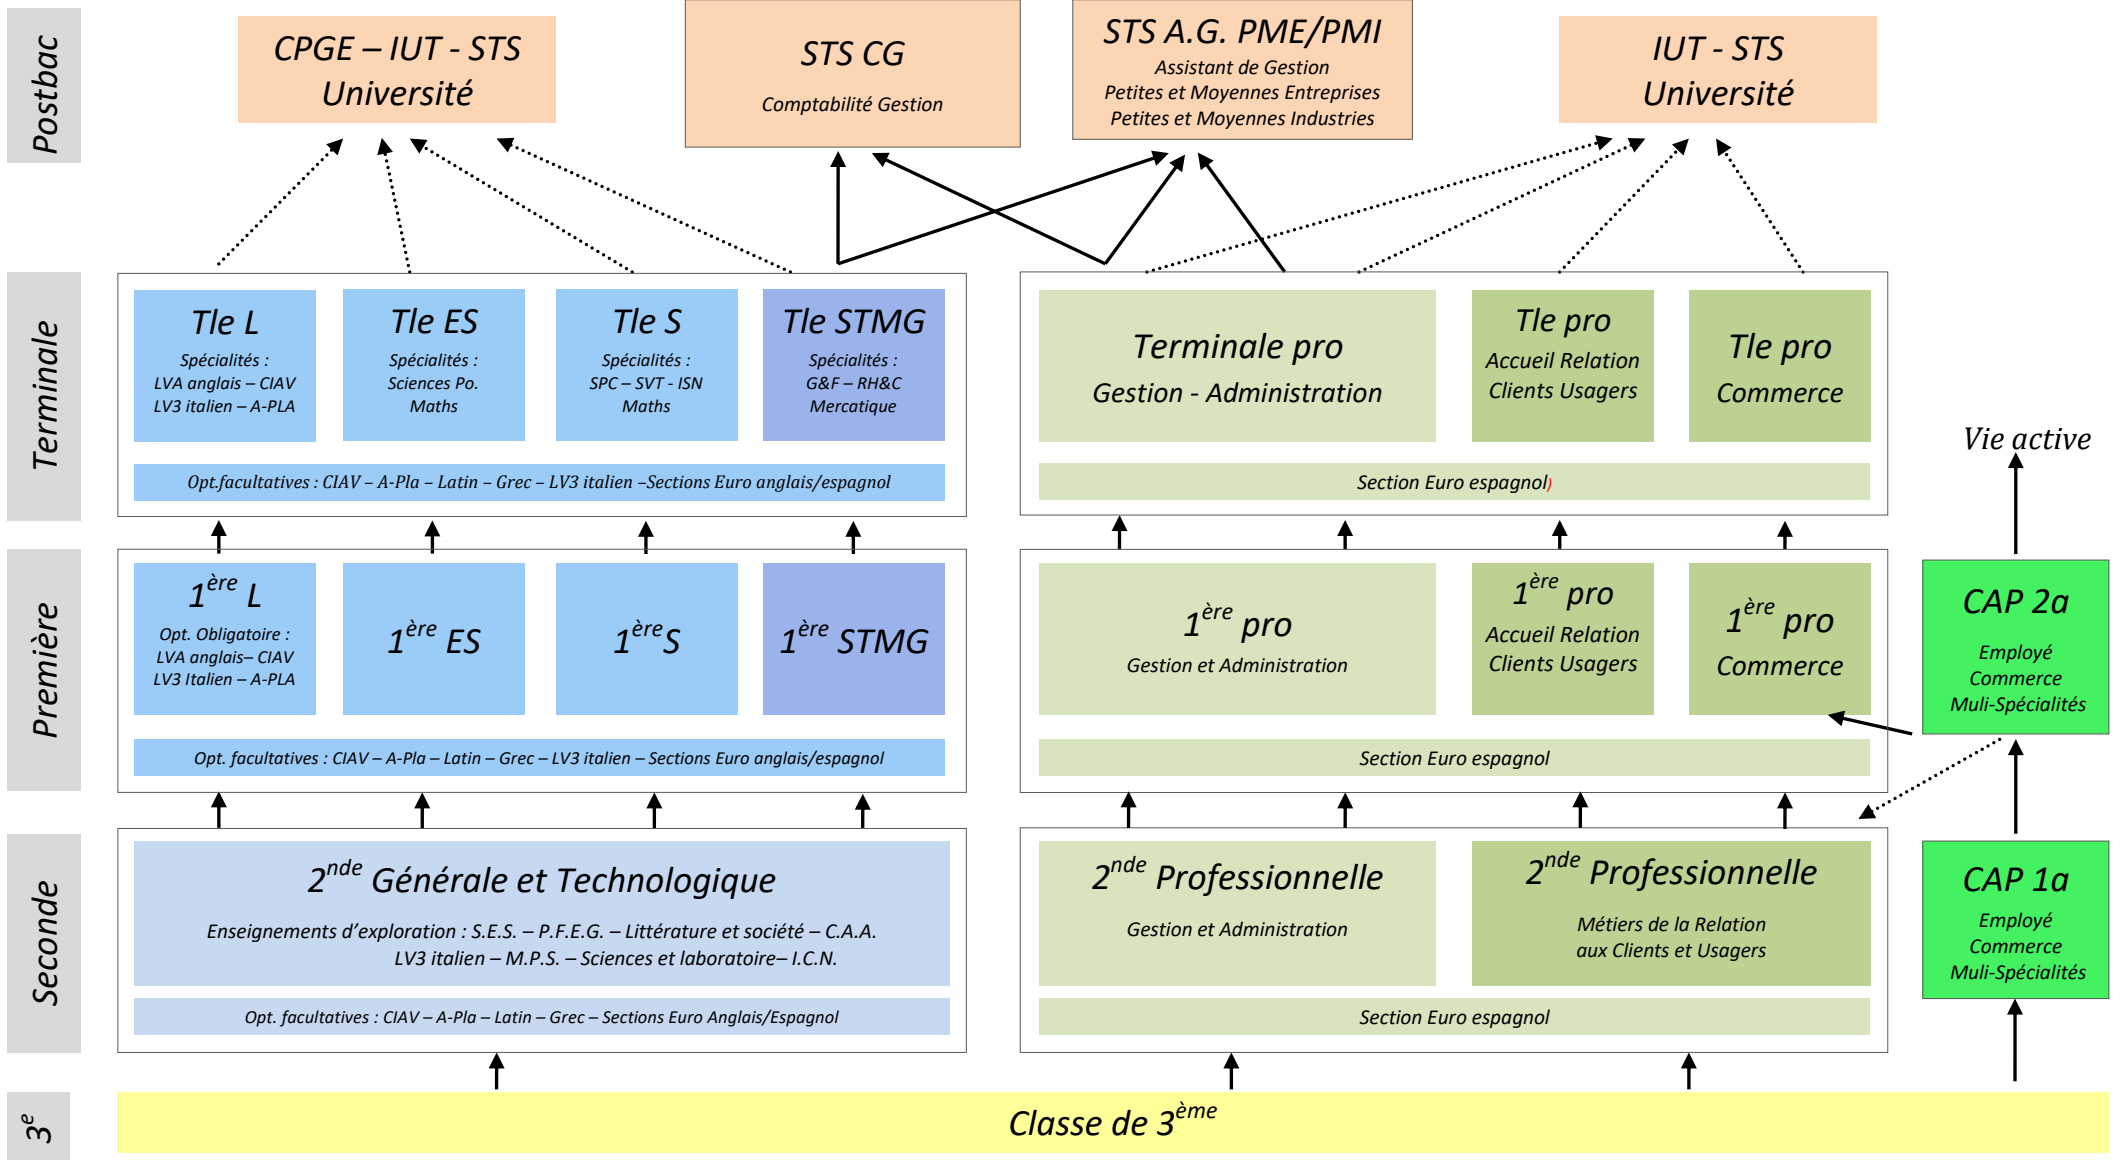 Postbac
CPGE – IUT - STS
Université
STS CG
Comptabilité Gestion
STS A.G. PME/PMI
Assistant de Gestion
Petites et Moyennes Entreprises
Petites et Moyennes Industries
IUT - STS
Université
Terminale
Tle L
Spécialités :
LVA anglais – CIAV
LV3 italien – A-PLA
Tle ES
Spécialités :
Sciences Po.
Maths
Tle S
Spécialités :
SPC – SVT - ISN
Maths
Tle STMG
Spécialités :
G&F – RH&C
Mercatique
Opt.facultatives : CIAV – A-Pla – Latin – Grec – LV3 italien –Sections Euro anglais/espagnol
Terminale pro
Gestion - Administration
Tle pro
Accueil Relation
Clients Usagers
Tle pro
Commerce
Section Euro espagnol)
Vie active
Première
1ère L
Opt. Obligatoire :
LVA anglais– CIAV
LV3 Italien – A-PLA
1ère ES
1ère S
1ère STMG
Opt. facultatives : CIAV – A-Pla – Latin – Grec – LV3 italien – Sections Euro anglais/espagnol
1ère pro
Gestion et Administration
1ère pro
Accueil Relation
Clients Usagers
1ère pro
Commerce
Section Euro espagnol
CAP 2a
Employé
Commerce
Muli-Spécialités
Seconde
2nde Générale et Technologique
Enseignements d’exploration : S.E.S. – P.F.E.G. – Littérature et société – C.A.A.
LV3 italien – M.P.S. – Sciences et laboratoire– I.C.N.
Opt. facultatives : CIAV – A-Pla – Latin – Grec – Sections Euro Anglais/Espagnol
2nde Professionnelle
Gestion et Administration
2nde Professionnelle
Métiers de la Relation
aux Clients et Usagers
Section Euro espagnol
CAP 1a
Employé
Commerce
Muli-Spécialités
3e
Classe de 3ème